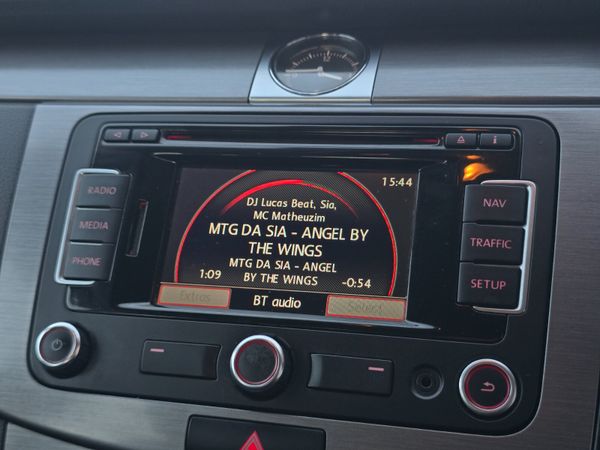 12
RADIO
MEDIA
PHONE
i
NAV
TRAFFIC
SETUP
15:44
DJ Lucas Beat, Sia,
MC Matheuzim
MTG DA SIA - ANGEL BY
THE WINGS
MTG DA SIA - ANGEL
BY THE WINGS
1:09
-0:54
Extras
BT audio
Select